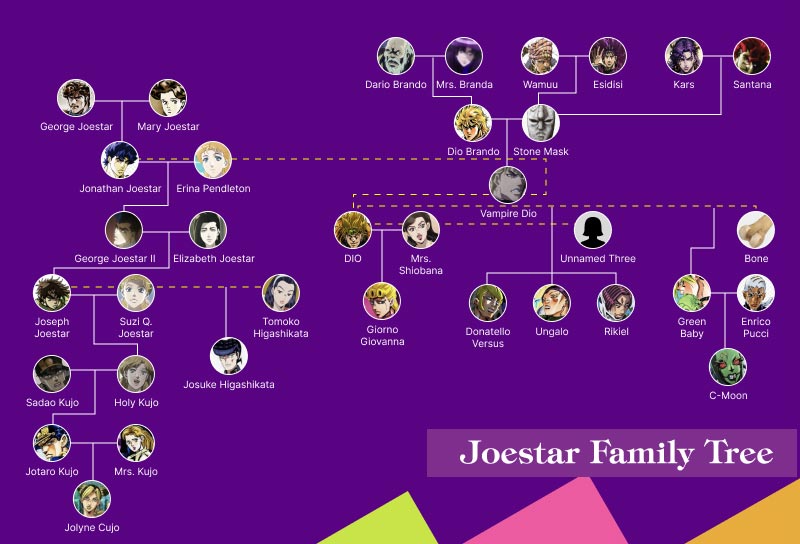 Dario Brando
Mrs. Branda
Wamuu
Esidisi
Kars
Santana
George Joestar
Mary Joestar
Dio Brando
Stone Mask
Jonathan Joestar
Erina Pendleton
Vampire Dio
George Joestar II
Elizabeth Joestar
DIO
Mrs.
Shiobana
Unnamed Three
Bone
Joseph
Joestar
Suzi Q.
Joestar
Tomoko
Higashikata
Giorno
Giovanna
Donatello
Versus
Ungalo
Rikiel
Green
Baby
Enrico
Pucci
Josuke Higashikata
Sadao Kujo
Holy Kujo
C-Moon
Jotaro Kujo
Mrs. Kujo
Joestar Family Tree
Jolyne Cujo